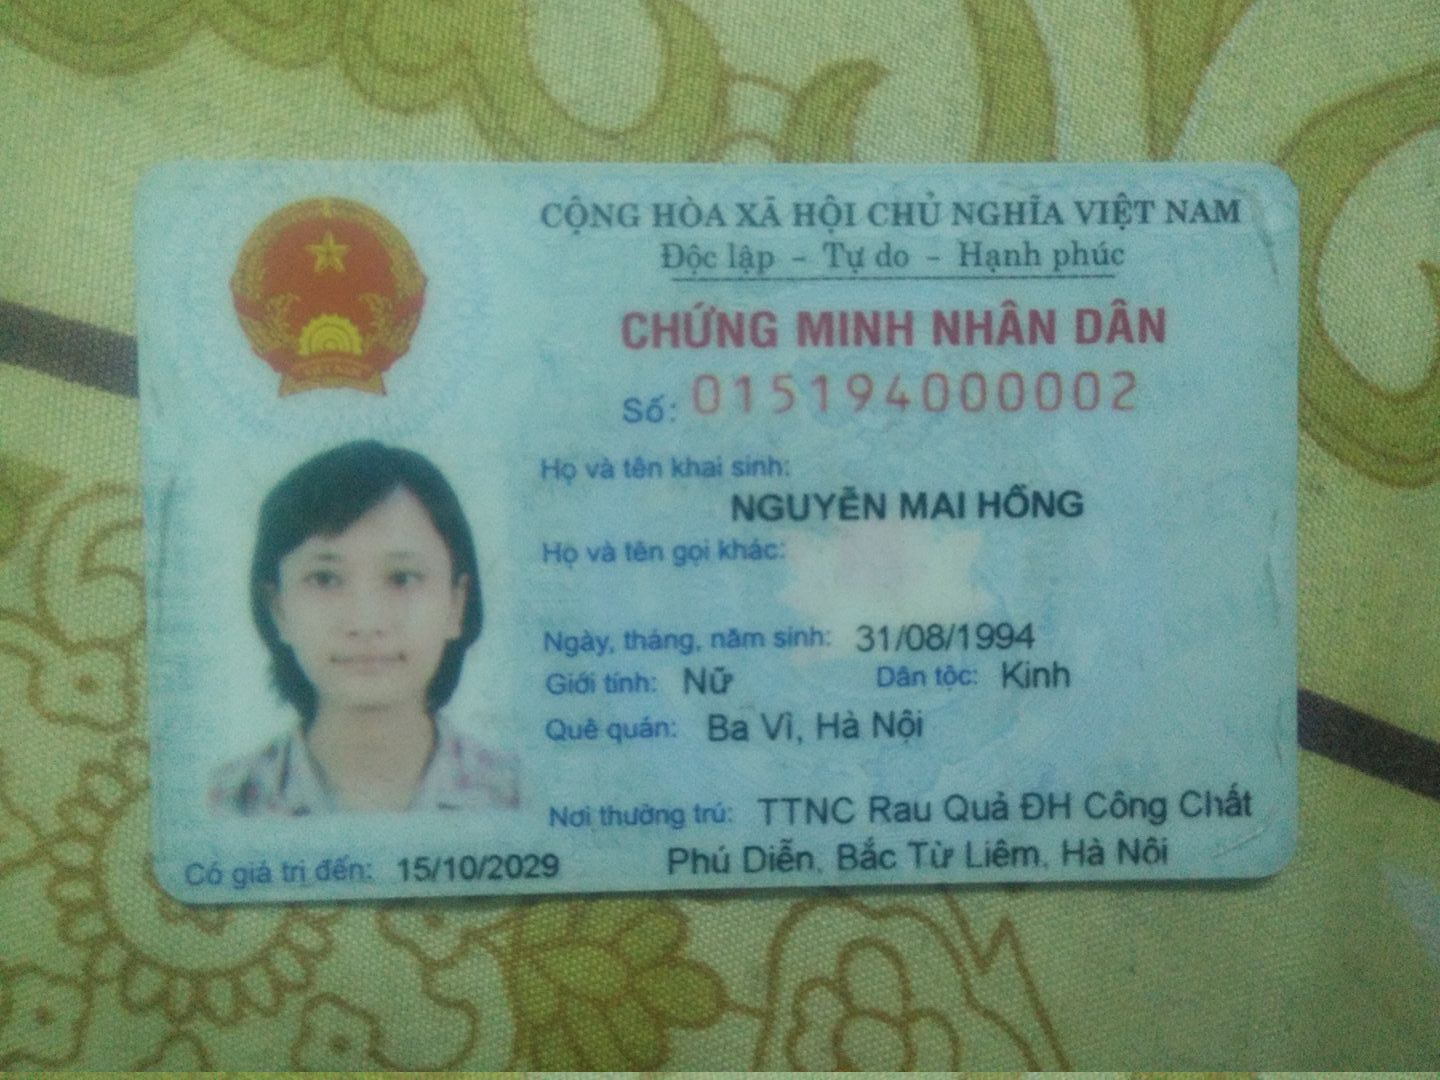 CỘNG HÒA XÃ HỘI CHỦ NGHĨA VIỆT NAM
Độc lập - Tự do - Hạnh phúc
CHỨNG MINH NHÂN DÂN
Số: 015194000002
Họ và tên khai sinh:
NGUYỄN MAI HỒNG
Họ và tên gọi khác:
Ngày, tháng, năm sinh: 31/08/1994
Giới tính: Nữ Dân tộc: Kinh
Quê quán: Ba Vì, Hà Nội
Nơi thường trú: TTNC Rau Quả ĐH Công Chất
Phú Diễn, Bắc Từ Liêm, Hà Nội
Có giá trị đến: 15/10/2029